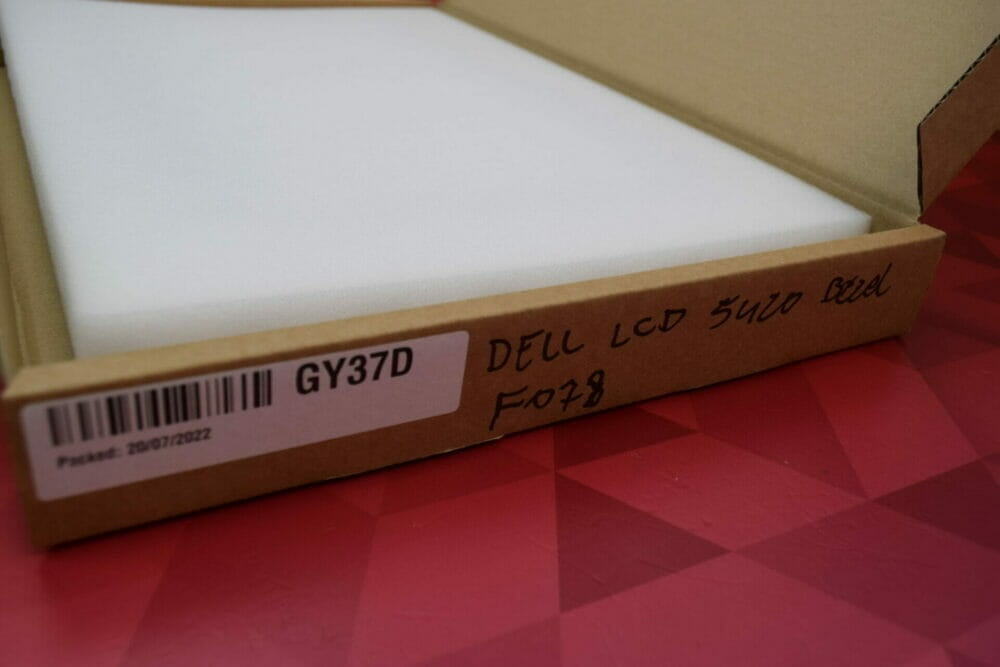 GY37D
Packed: 20/07/2022
DELL LCD 5420 Bezel
F078